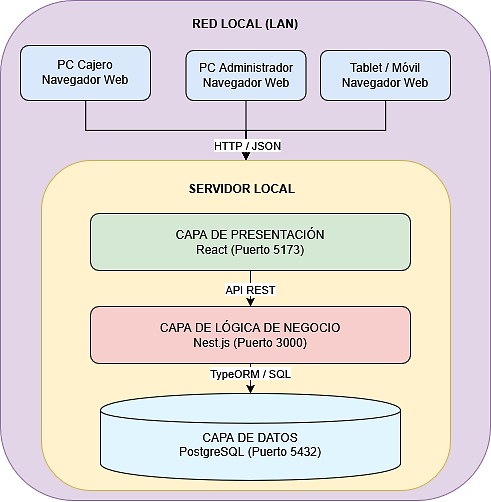 RED LOCAL (LAN)
PC Cajero
Navegador Web
PC Administrador
Navegador Web
Tablet / Móvil
Navegador Web
HTTP / JSON
SERVIDOR LOCAL
CAPA DE PRESENTACIÓN
React (Puerto 5173)
API REST
CAPA DE LÓGICA DE NEGOCIO
Nest.js (Puerto 3000)
TypeORM / SQL
CAPA DE DATOS
PostgreSQL (Puerto 5432)